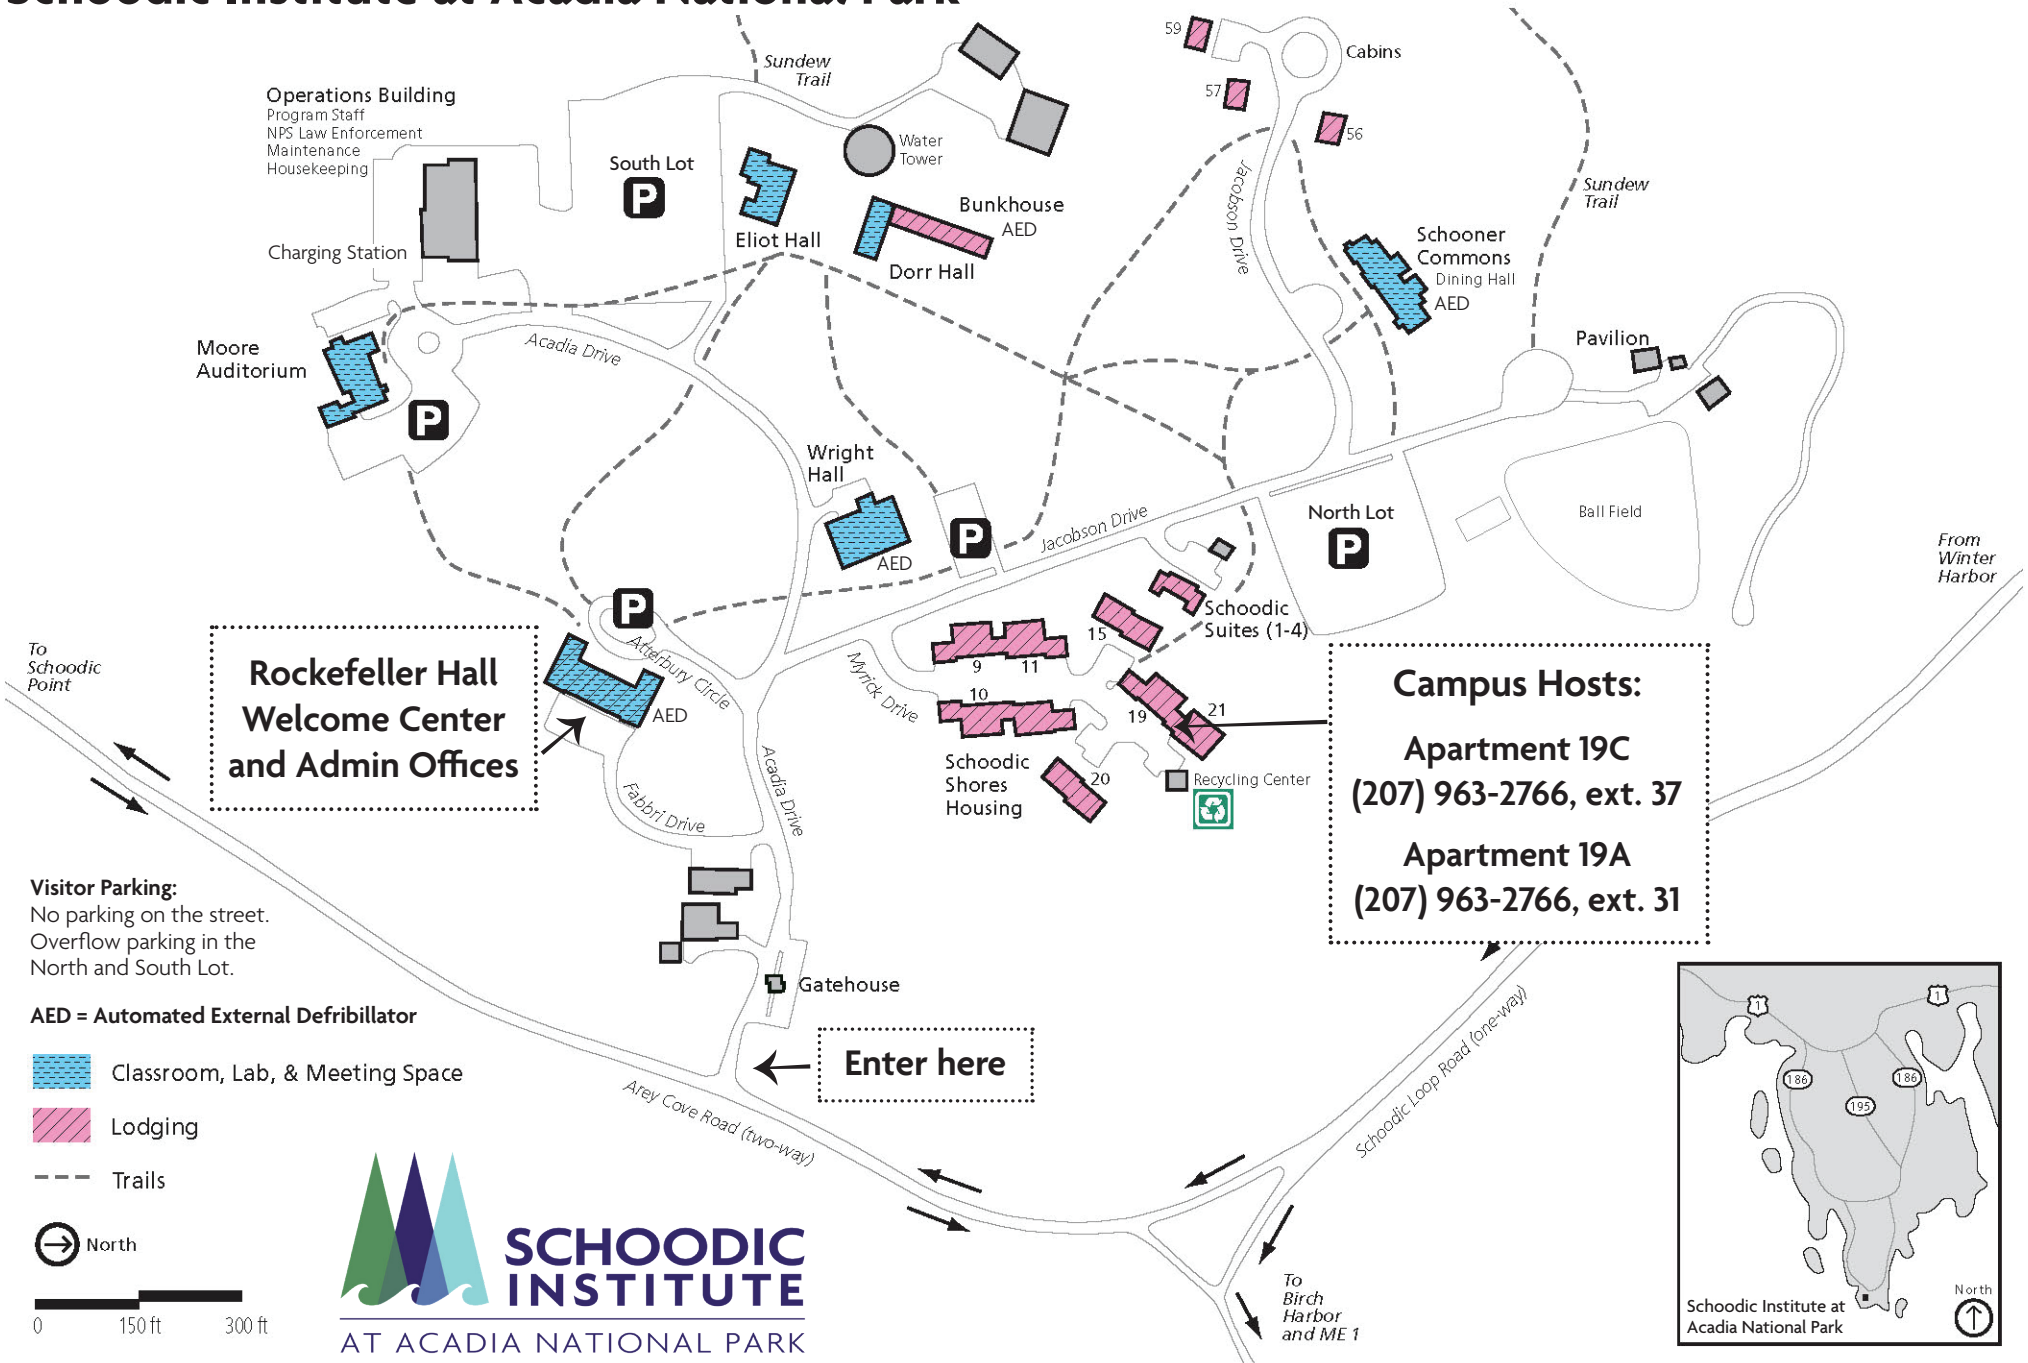 Schoodic Institute at Acadia National Park
59
Cabins
57
56
Sundew
Trail
Operations Building
Program Staff
NPS Law Enforcement
Maintenance
Housekeeping
South Lot
P
Water
Tower
Charging Station
Eliot Hall
Bunkhouse
AED
Dorr Hall
Jacobson Drive
Sundew
Trail
Schooner
Commons
Dining Hall
AED
Pavilion
Moore
Auditorium
P
Acadia Drive
Wright
Hall
AED
P
Jacobson Drive
North Lot
P
Ball Field
From
Winter
Harbor
To
Schoodic
Point
Rockefeller Hall
Welcome Center
and Admin Offices
P
Atterbury Circle
AED
Myrick Drive
9
11
10
15
Schoodic
Suites (1-4)
19
21
20
Schoodic
Shores
Housing
Recycling Center
Campus Hosts:
Apartment 19C
(207) 963-2766, ext. 37
Apartment 19A
(207) 963-2766, ext. 31
Fabbri Drive
Acadia Drive
Gatehouse
Enter here
Arey Cove Road (two-way)
Schoodic Loop Road (one-way)
To
Birch
Harbor
and ME 1
Visitor Parking:
No parking on the street.
Overflow parking in the
North and South Lot.
AED = Automated External Defribillator
Classroom, Lab, & Meeting Space
Lodging
Trails
North
0 150 ft 300 ft
SCHOODIC
INSTITUTE
AT ACADIA NATIONAL PARK
1
1
186
186
195
Schoodic Institute at
Acadia National Park
North